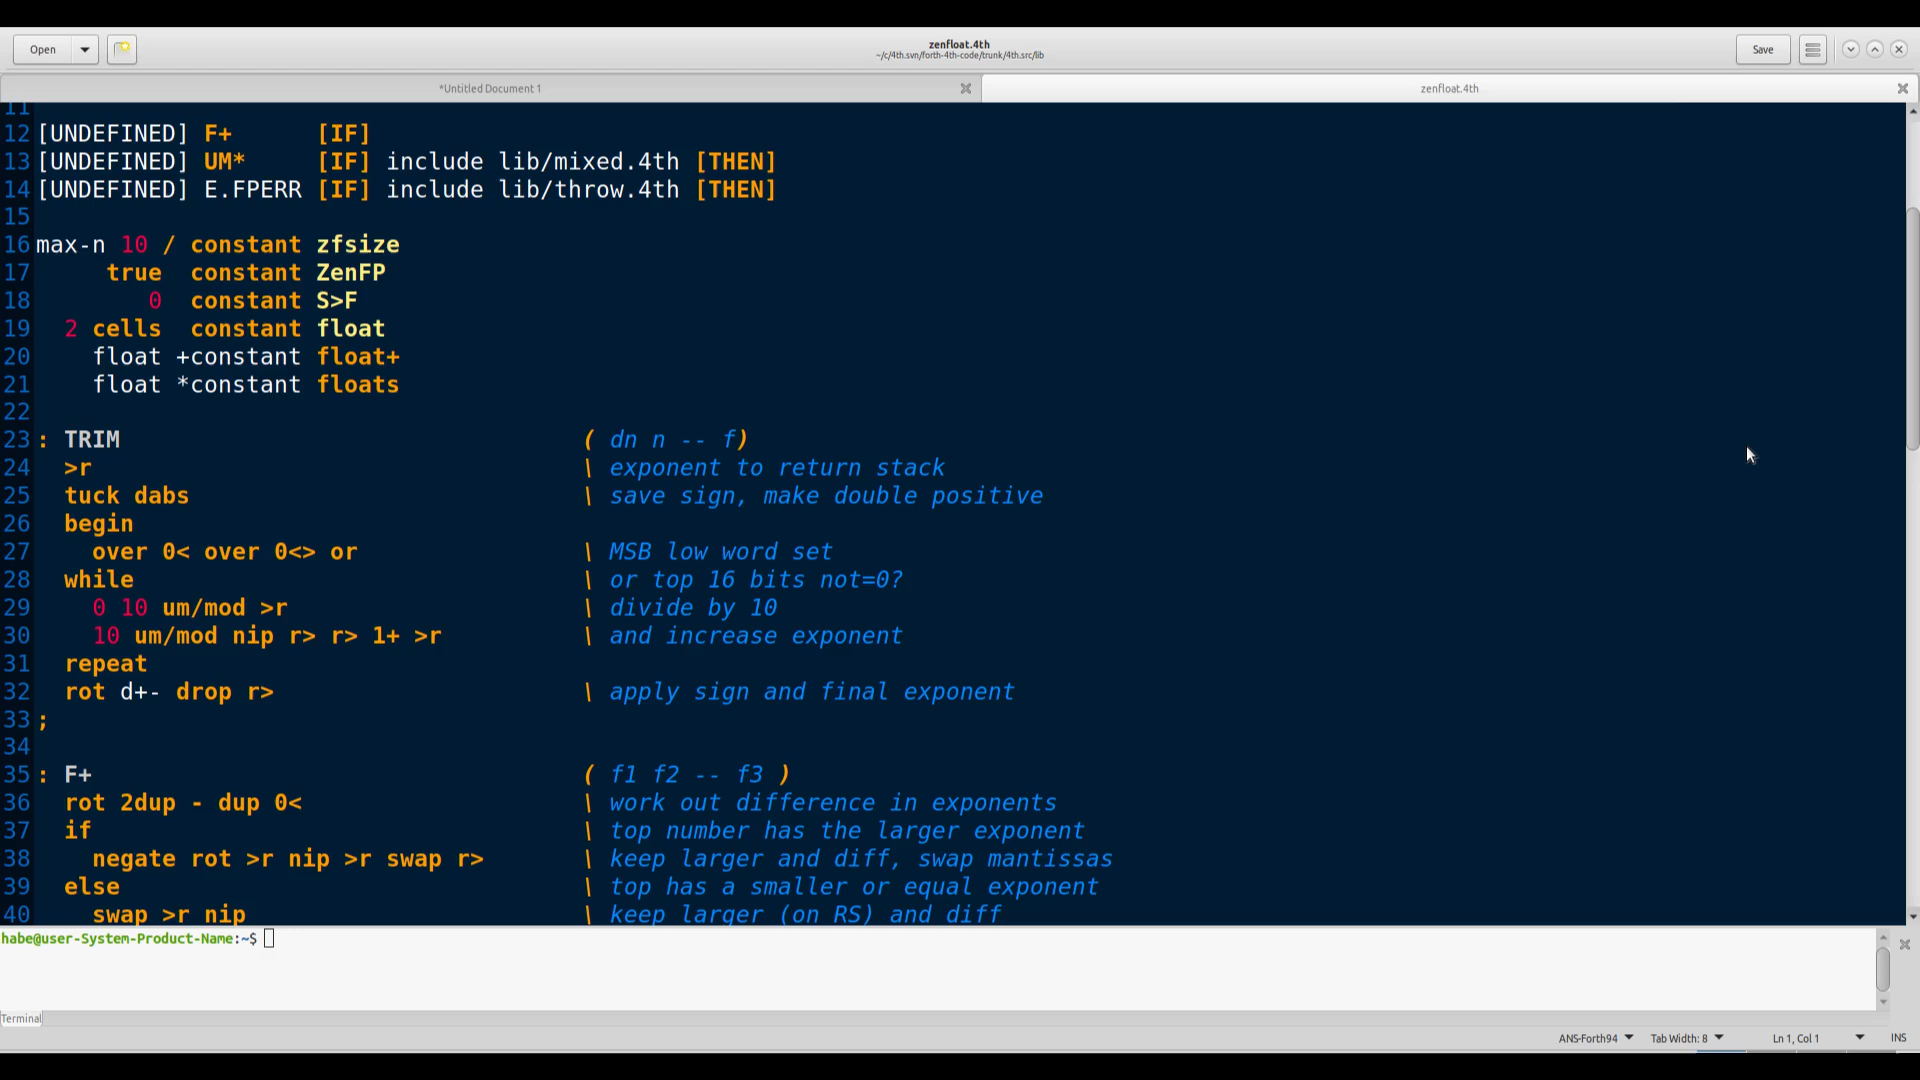 Open
zenfloat.4th
~/c/4th.svn/forth-4th-code/trunk/4th.src/lib
Save
*Untitled Document 1
zenfloat.4th
11
12 [UNDEFINED] F+      [IF]
13 [UNDEFINED] UM*     [IF] include lib/mixed.4th [THEN]
14 [UNDEFINED] E.FPERR [IF] include lib/throw.4th [THEN]
15
16 max-n 10 / constant zfsize
17      true  constant ZenFP
18         0  constant S>F
19   2 cells  constant float
20     float +constant float+
21     float *constant floats
22
23 : TRIM                                 ( dn n -- f)
24   >r                                   \ exponent to return stack
25   tuck dabs                            \ save sign, make double positive
26   begin
27     over 0< over 0<> or                \ MSB low word set
28   while                                \ or top 16 bits not=0?
29     0 10 um/mod >r                     \ divide by 10
30     10 um/mod nip r> r> 1+ >r          \ and increase exponent
31   repeat
32   rot d+- drop r>                      \ apply sign and final exponent
33 ;
34
35 : F+                                   ( f1 f2 -- f3 )
36   rot 2dup - dup 0<                    \ work out difference in exponents
37   if                                   \ top number has the larger exponent
38     negate rot >r nip >r swap r>       \ keep larger and diff, swap mantissas
39   else                                 \ top has a smaller or equal exponent
40     swap >r nip                        \ keep larger (on RS) and diff
habe@user-System-Product-Name:~$
Terminal
ANS-Forth94 Tab Width: 8 Ln 1, Col 1 INS